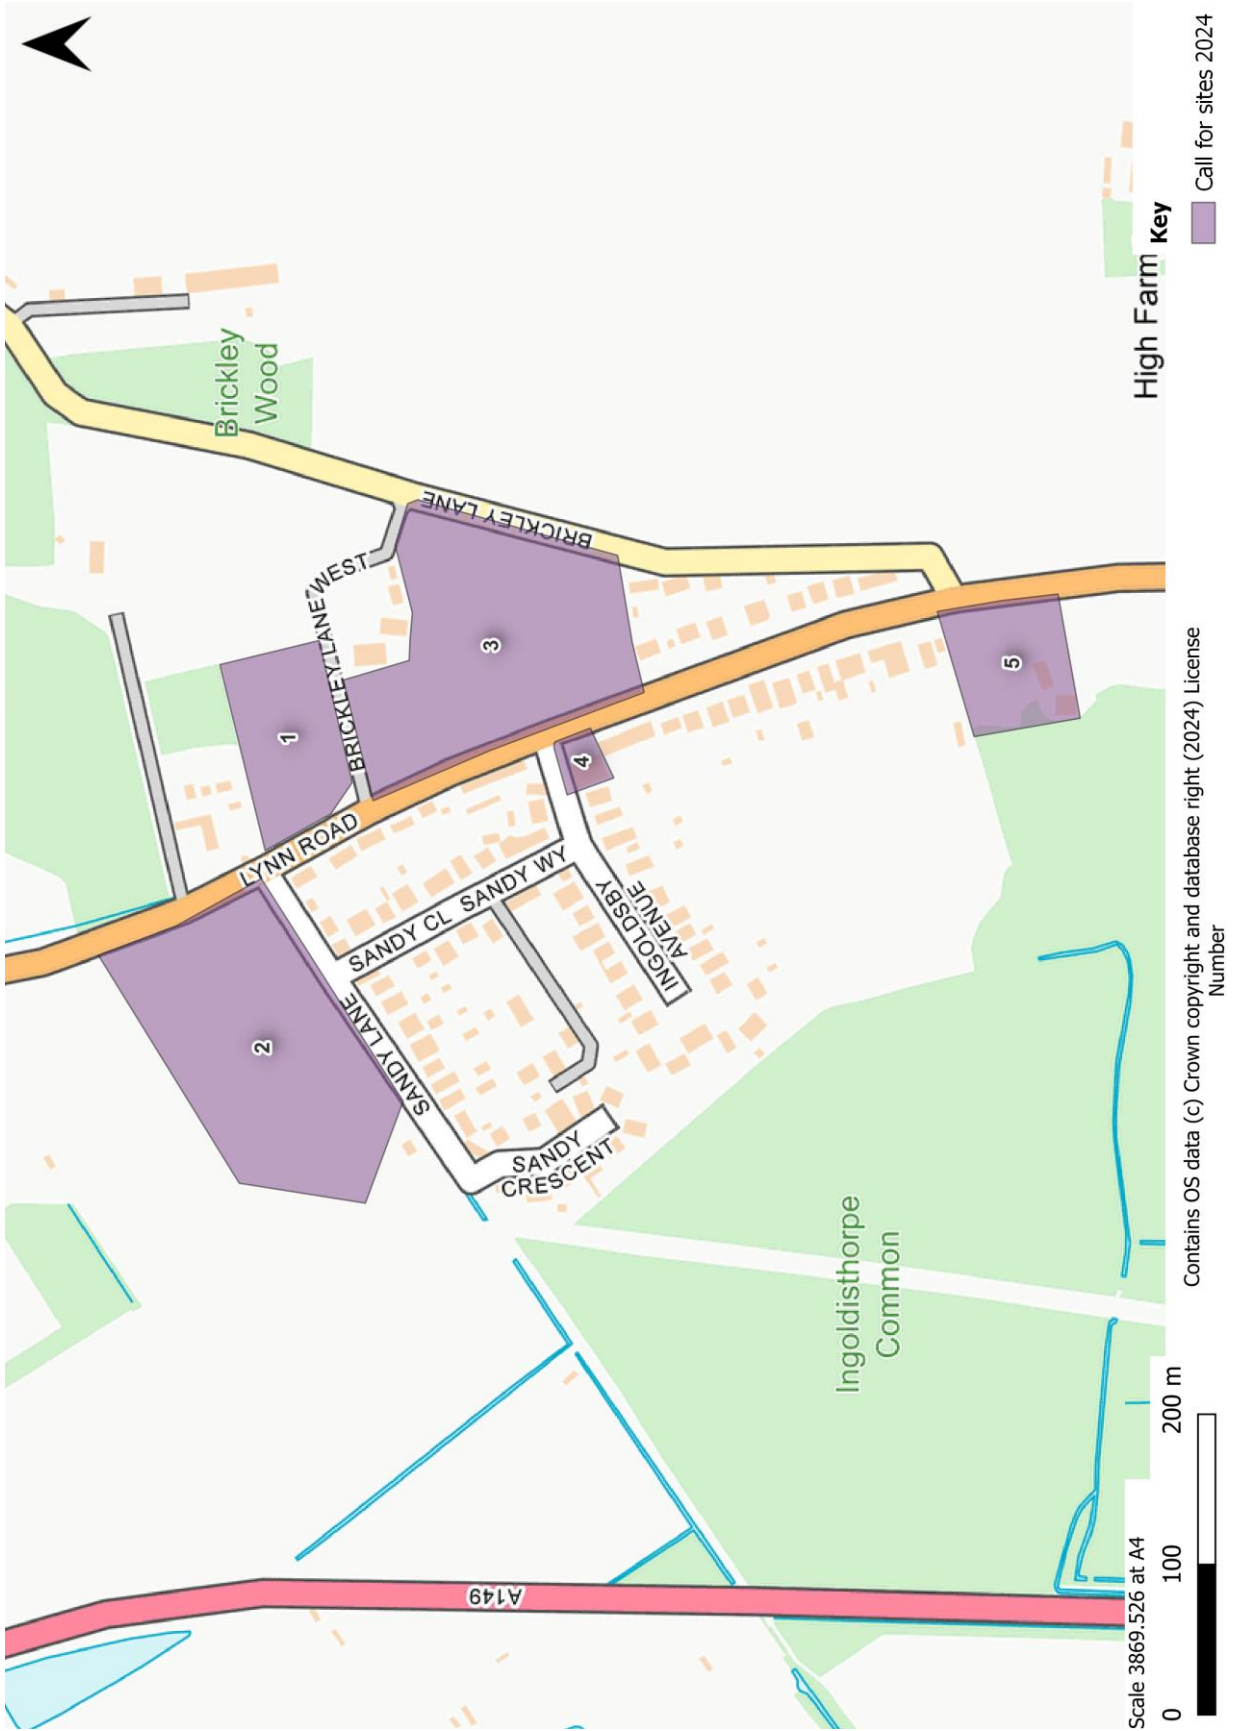 Brickley
Wood
BRICKLEY LANE
BRICKLEY LANE WEST
LYNN ROAD
SANDY CL
SANDY WY
SANDY LANE
INGOLDSBY
AVENUE
SANDY
CRESCENT
1
2
3
4
5
A149
Ingoldisthorpe
Common
High Farm
Key
Call for sites 2024
Scale 3869.526 at A4
0 100 200 m
Contains OS data (c) Crown copyright and database right (2024) License
Number